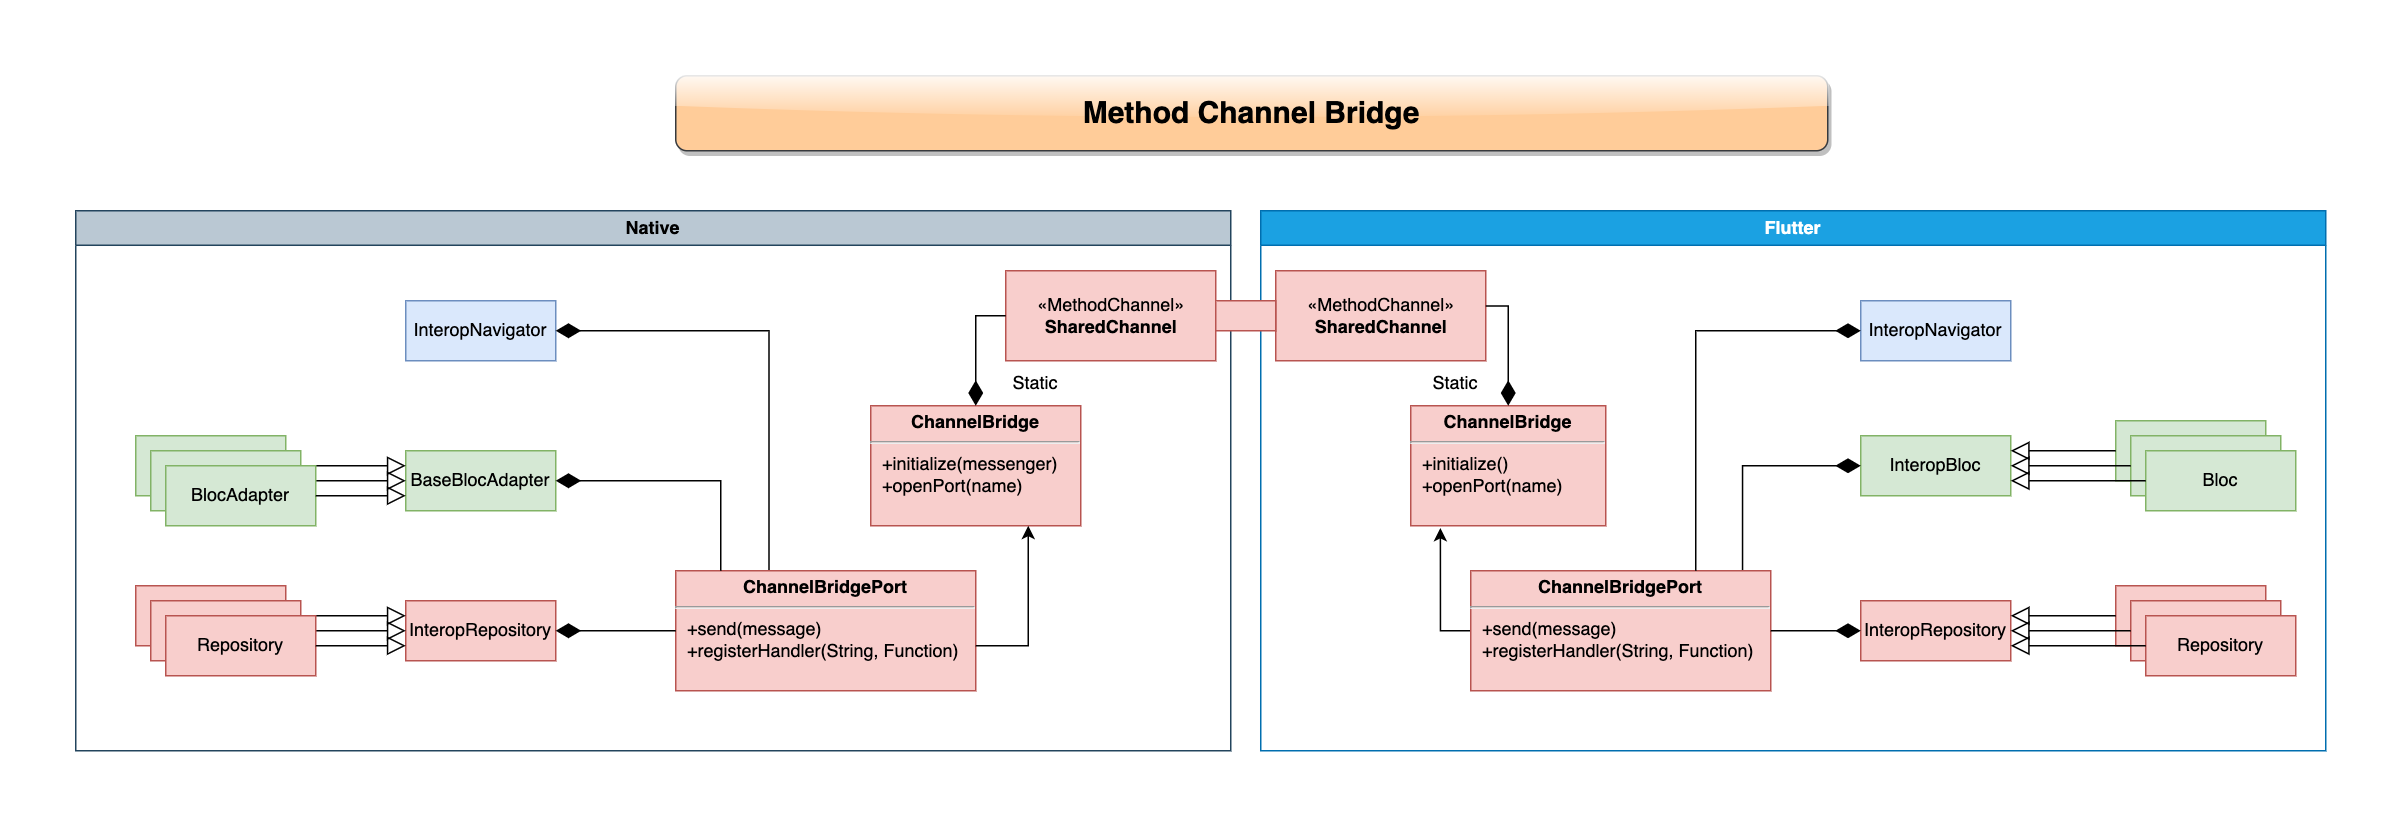 Method Channel Bridge
Native
InteropNavigator
«MethodChannel»
SharedChannel
Static
ChannelBridge
+initialize(messenger)
+openPort(name)
BlocAdapter
BaseBlocAdapter
ChannelBridgePort
+send(message)
+registerHandler(String, Function)
Repository
InteropRepository
Flutter
«MethodChannel»
SharedChannel
InteropNavigator
Static
ChannelBridge
+initialize()
+openPort(name)
InteropBloc
Bloc
ChannelBridgePort
+send(message)
+registerHandler(String, Function)
InteropRepository
Repository